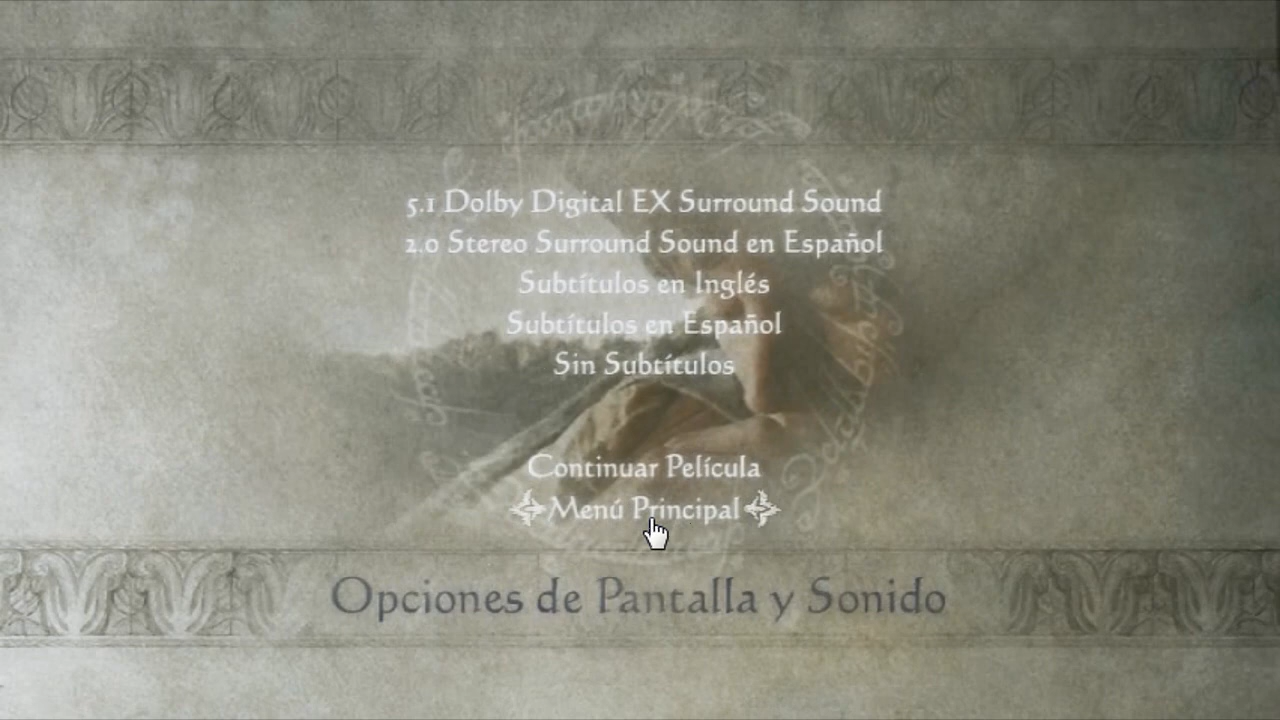 5.1 Dolby Digital EX Surround Sound
2.0 Stereo Surround Sound en Español
Subtítulos en Inglés
Subtítulos en Español
Sin Subtítulos
Continuar Película
Menú Principal
Opciones de Pantalla y Sonido